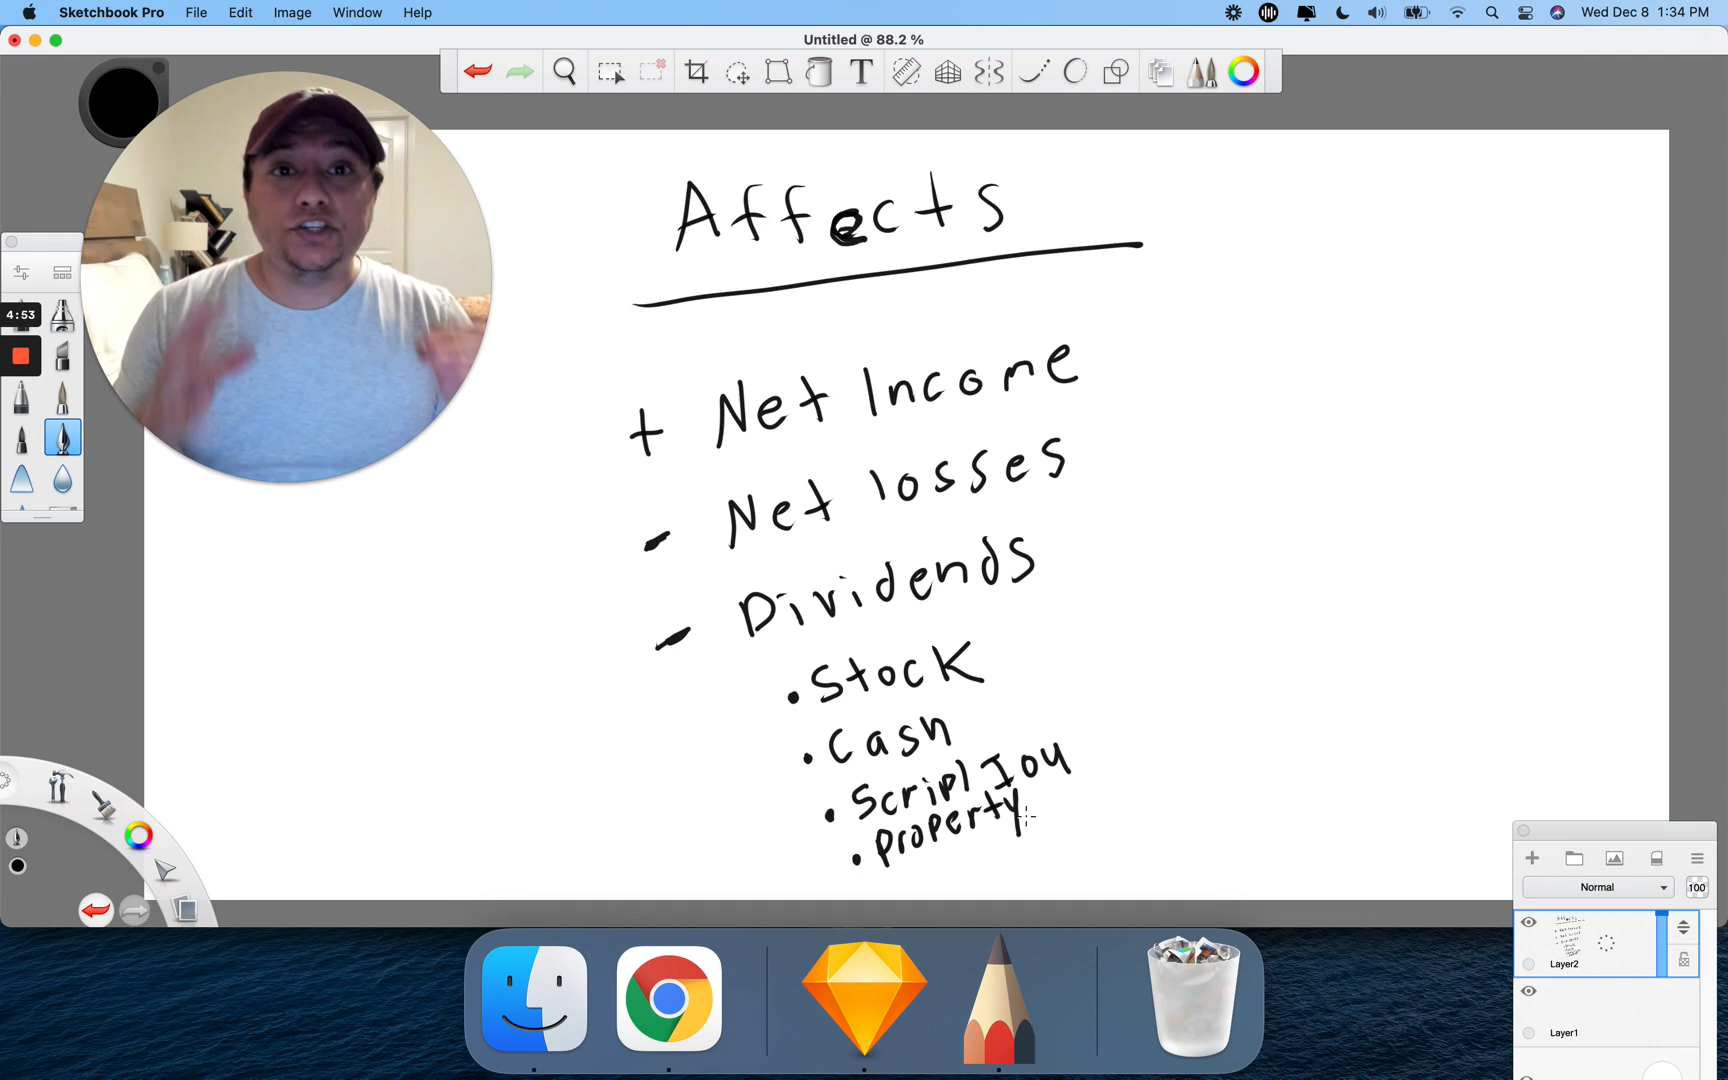 Sketchbook Pro File Edit Image Window Help
Wed Dec 8 1:34 PM
Untitled @ 88.2 %
T
4:53
Affects
+ Net Income
- Net losses
- Dividends
• Stock
• Cash
• Scrip/IOU
• Property
Normal
100
Layer2
Layer1